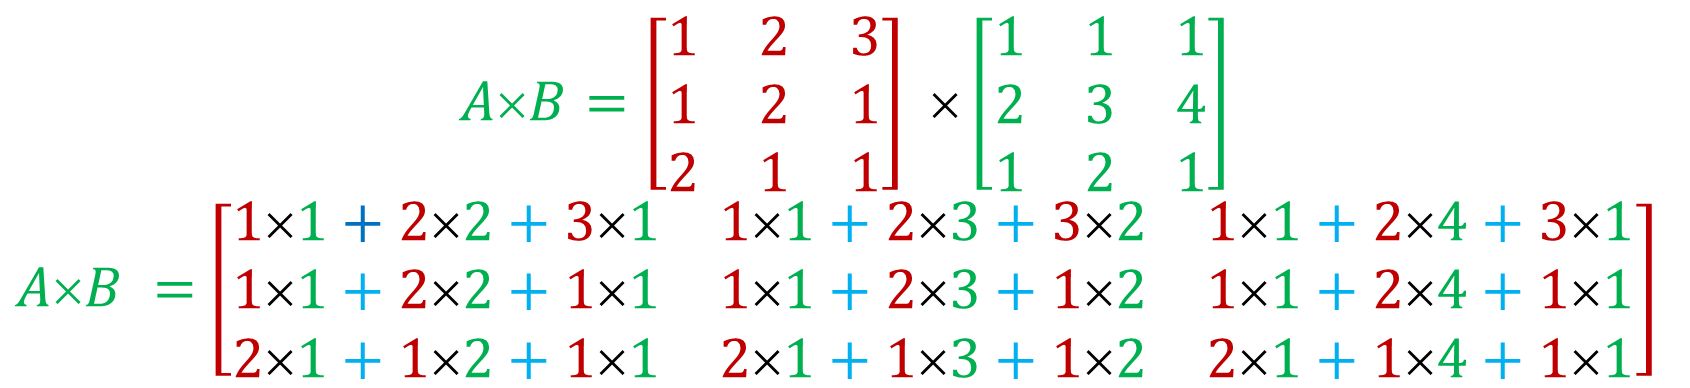 A×B = [1 2 3] × [1 1 1]
[1 2 1] [2 3 4]
[2 1 1] [1 2 1]
A×B = [1×1 + 2×2 + 3×1 1×1 + 2×3 + 3×2 1×1 + 2×4 + 3×1]
[1×1 + 2×2 + 1×1 1×1 + 2×3 + 1×2 1×1 + 2×4 + 1×1]
[2×1 + 1×2 + 1×1 2×1 + 1×3 + 1×2 2×1 + 1×4 + 1×1]